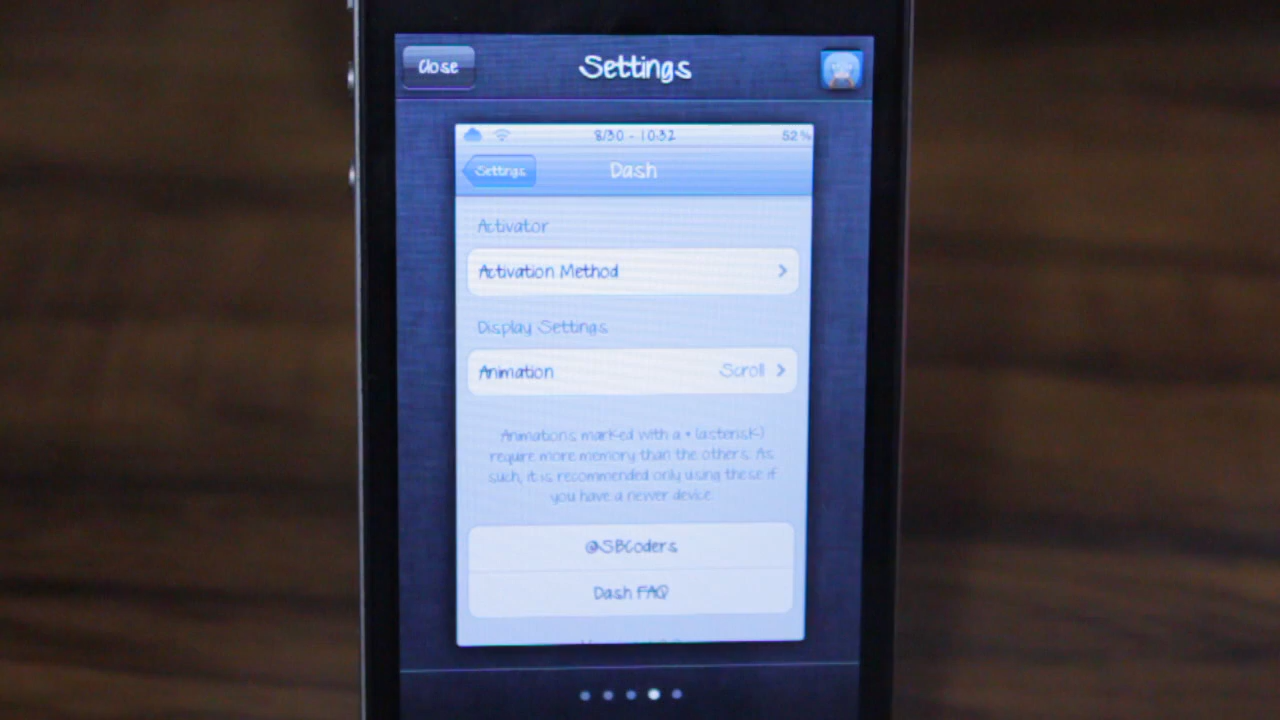 Close
Settings
8/30 - 10:32
52%
Settings
Dash
Activator
Activation Method
Display Settings
Animation
Scroll
Animations marked with a * (asterisk)
require more memory than the others. As
such, it is recommended only using these if
you have a newer device.
@SBCoders
Dash FAQ